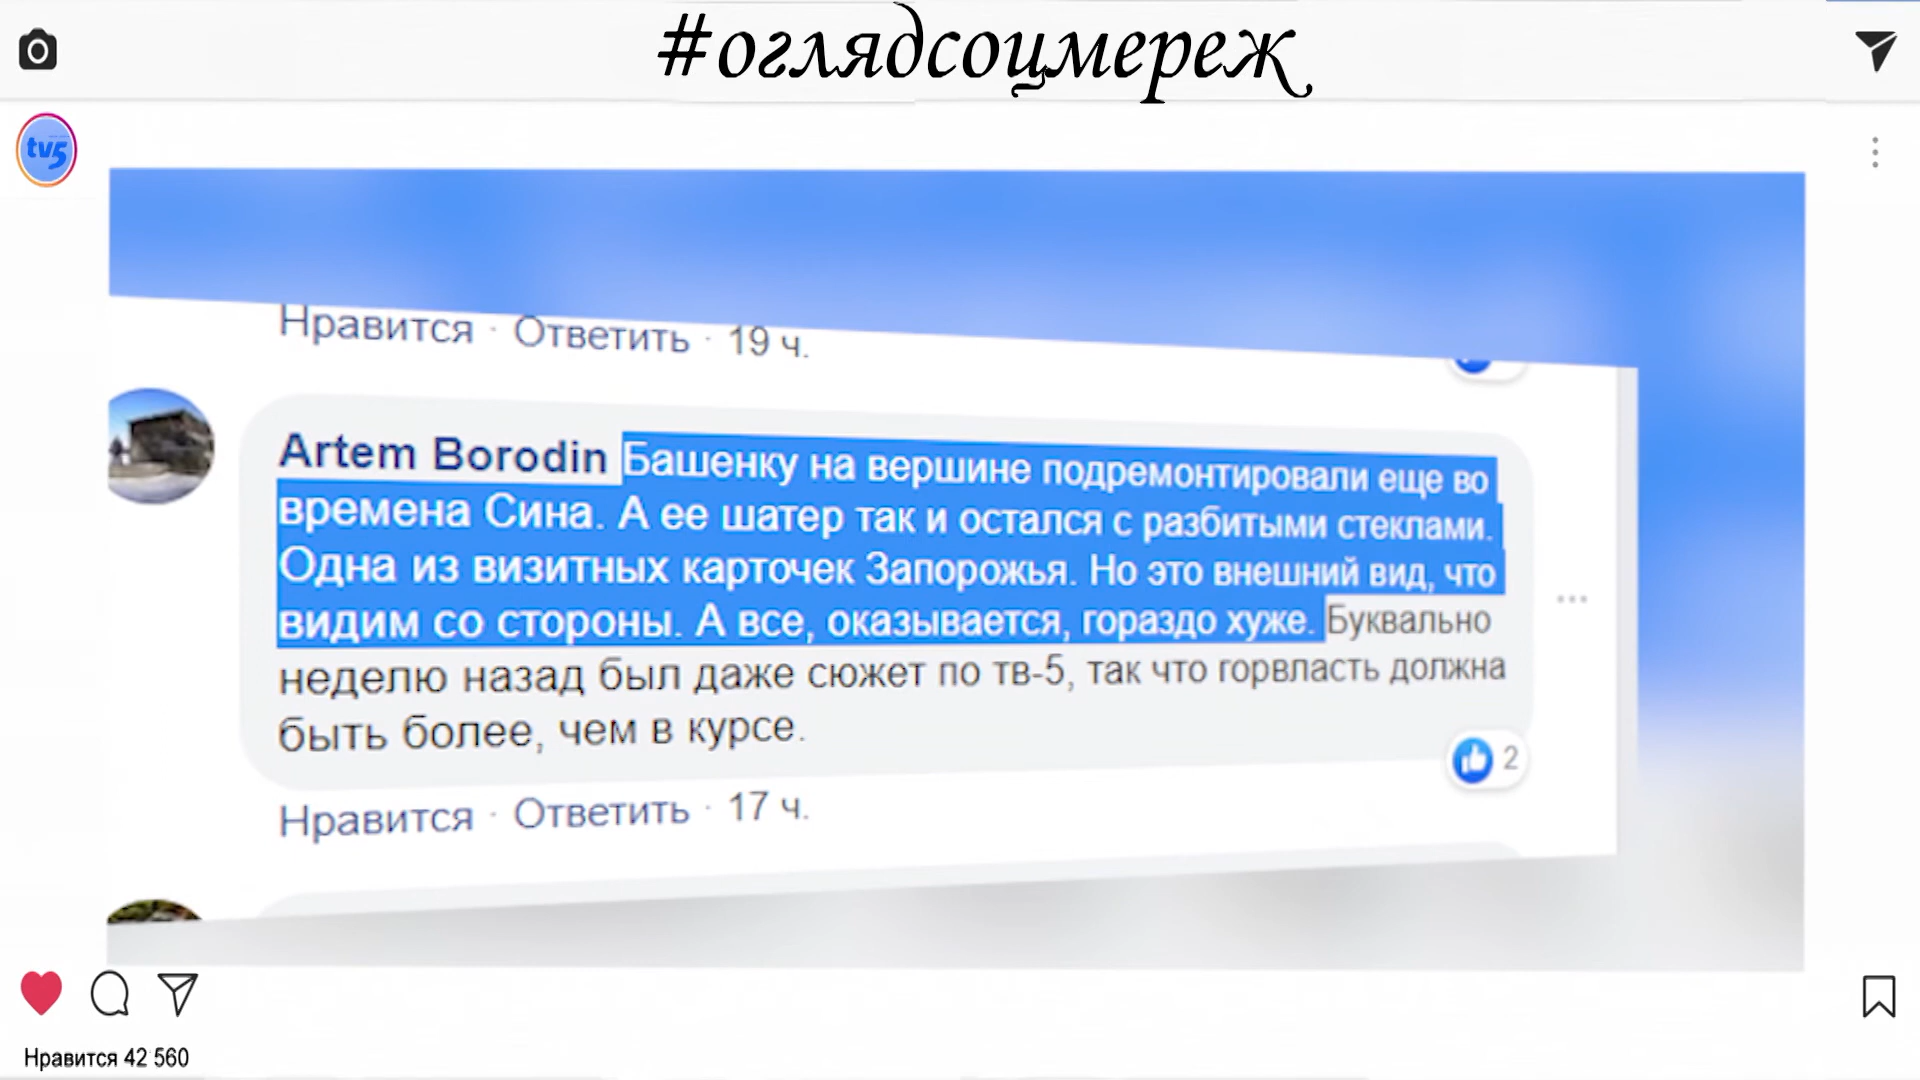 #оглядсоцмереж
tv5
Нравится · Ответить · 19 ч.
Artem Borodin Башенку на вершине подремонтировали еще во
времена Сина. А ее шатер так и остался с разбитыми стеклами.
Одна из визитных карточек Запорожья. Но это внешний вид, что
видим со стороны. А все, оказывается, гораздо хуже. Буквально
неделю назад был даже сюжет по тв-5, так что горвласть должна
быть более, чем в курсе.
2
Нравится · Ответить · 17 ч.
Нравится 42 560